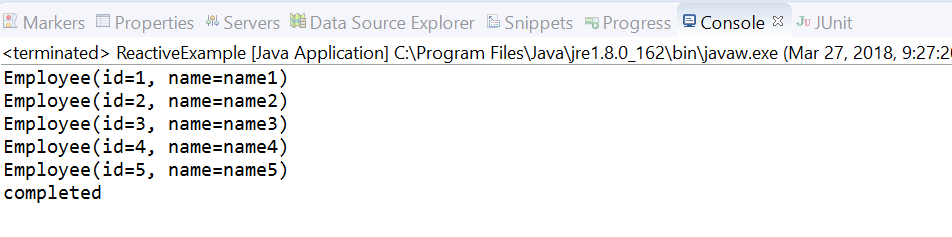 Markers Properties Servers Data Source Explorer Snippets Progress Console JUnit
<terminated> ReactiveExample [Java Application] C:\Program Files\Java\jre1.8.0_162\bin\javaw.exe (Mar 27, 2018, 9:27:20
Employee(id=1, name=name1)
Employee(id=2, name=name2)
Employee(id=3, name=name3)
Employee(id=4, name=name4)
Employee(id=5, name=name5)
completed